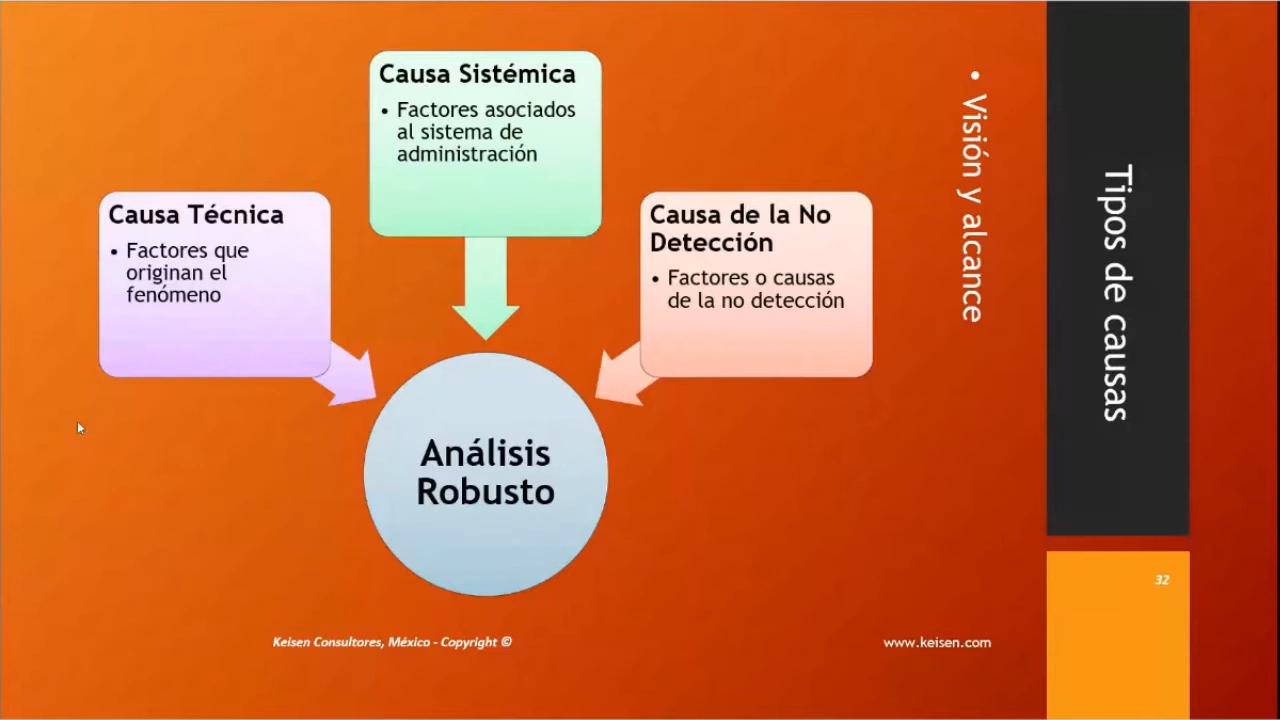 Tipos de causas
• Visión y alcance
Causa Técnica
• Factores que
originan el
fenómeno
Causa Sistémica
• Factores asociados
al sistema de
administración
Causa de la No
Detección
• Factores o causas
de la no detección
Análisis
Robusto
32
Keisen Consultores, México - Copyright ©
www.keisen.com